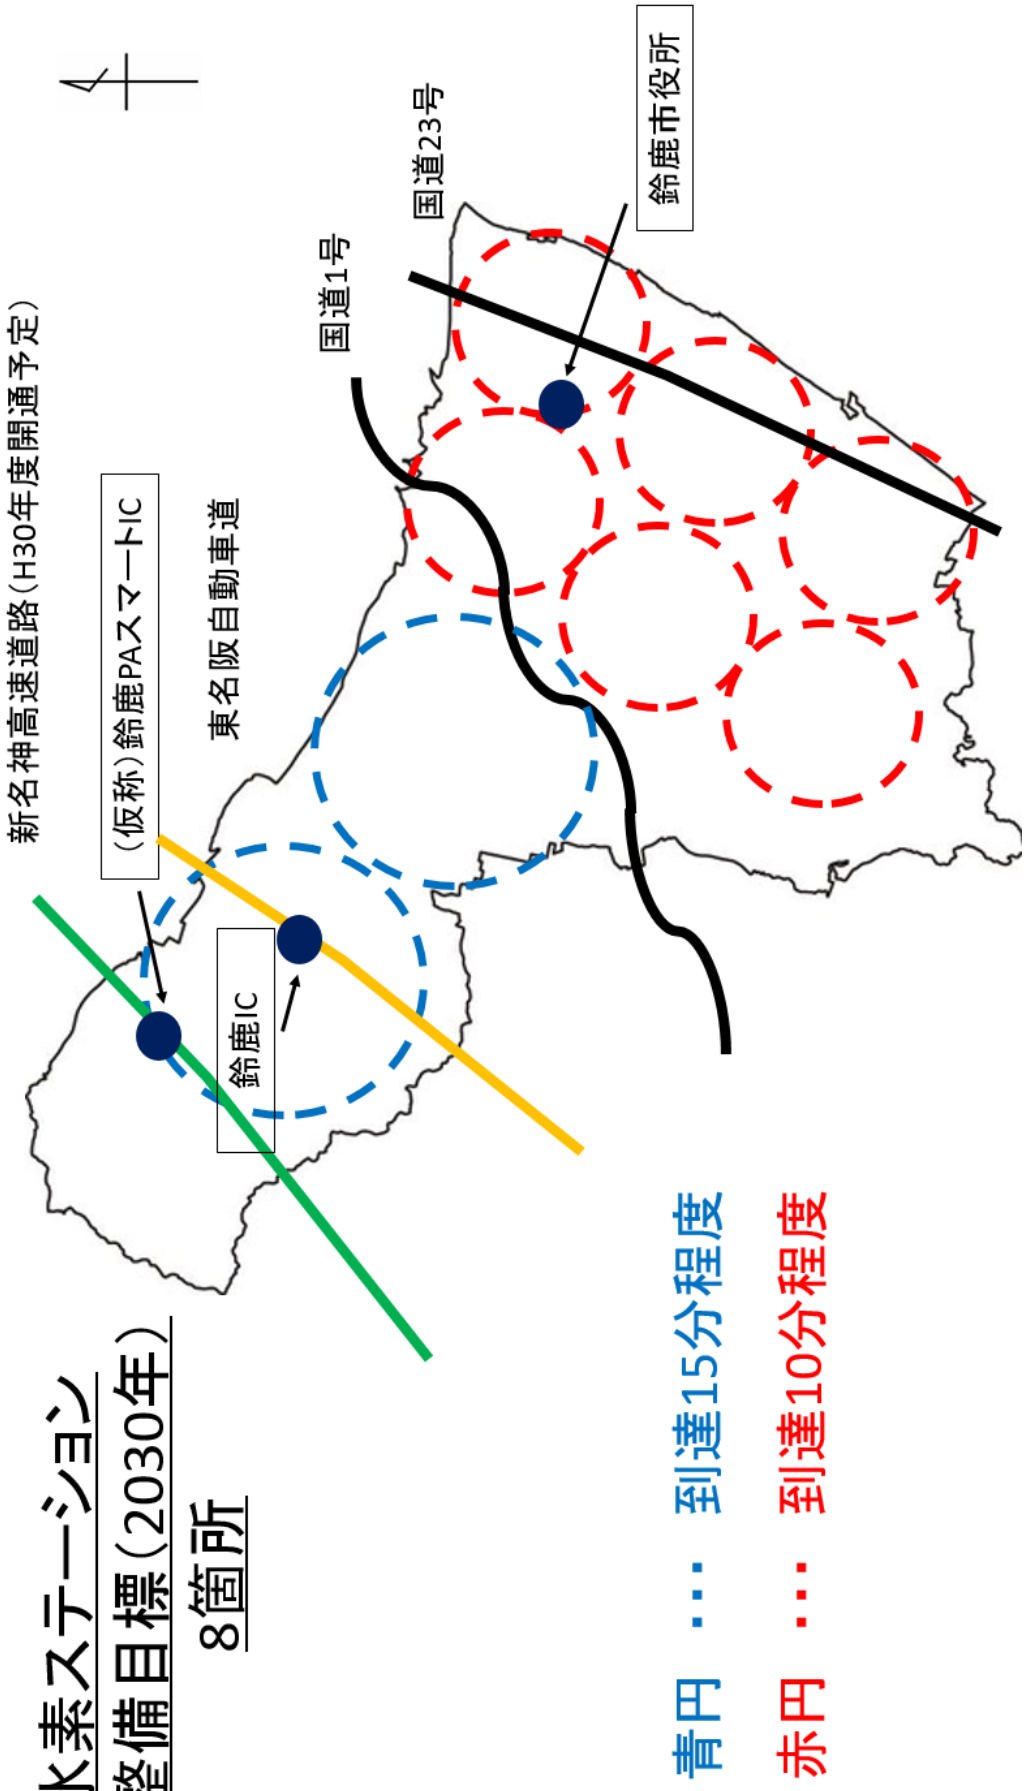 水素ステーション
整備目標（2030年）
8箇所
新名神高速道路（H30年度開通予定）
（仮称）鈴鹿PAスマートIC
東名阪自動車道
鈴鹿IC
国道1号
国道23号
鈴鹿市役所
青円 … 到達15分程度
赤円 … 到達10分程度